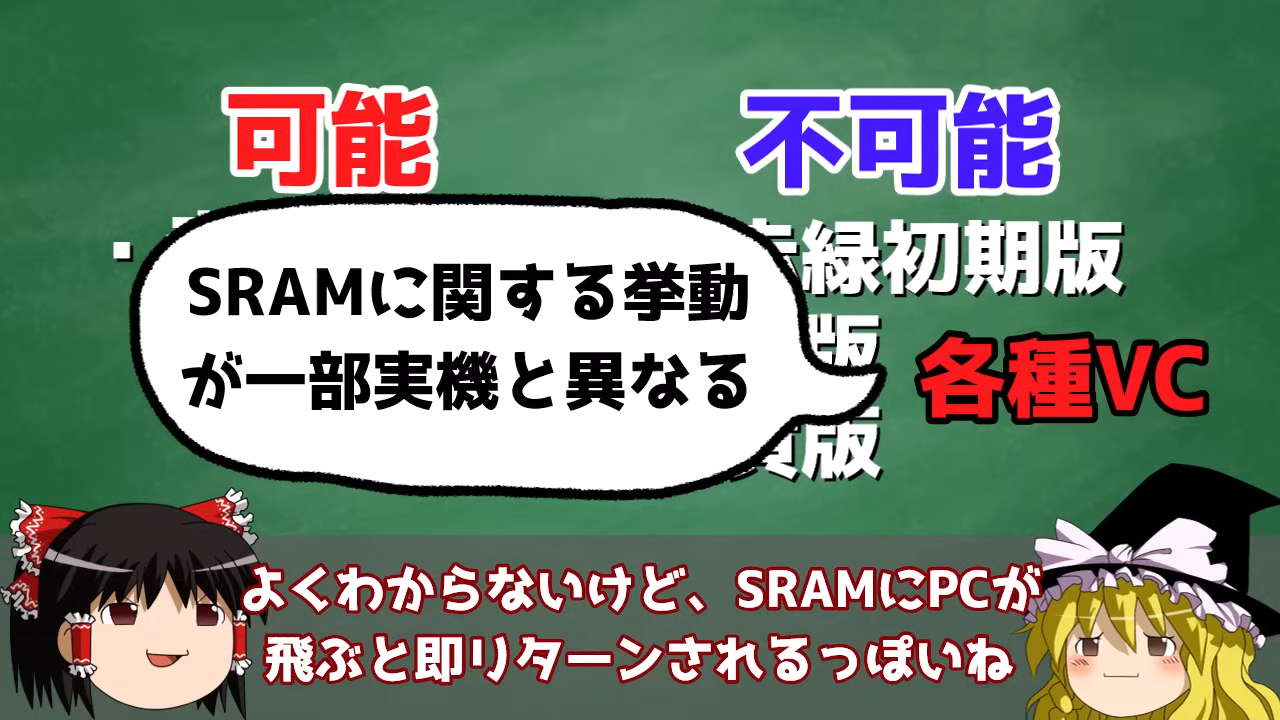 可能
不可能
緑初期版
版
各種VC
版
SRAMに関する挙動
が一部実機と異なる
よくわからないけど、SRAMにPCが
飛ぶと即リターンされるっぽいね